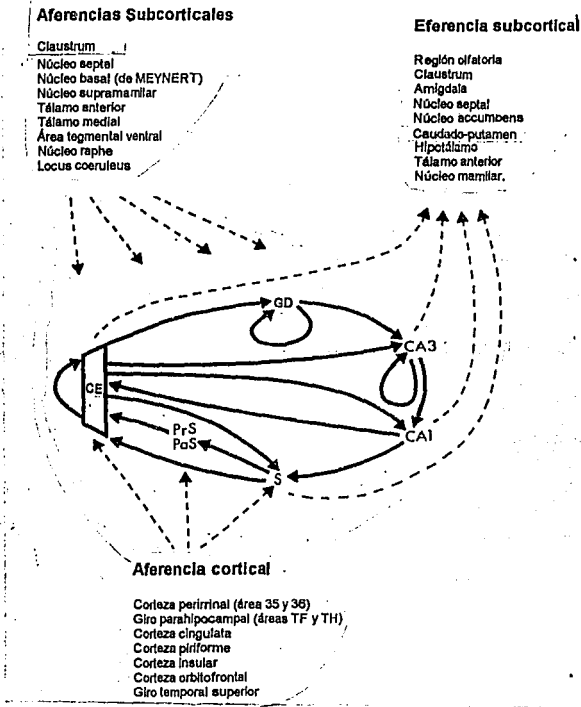 Aferencias Subcorticales
Claustrum
Núcleo septal
Núcleo basal (de MEYNERT)
Núcleo supramamilar
Tálamo anterior
Tálamo medial
Área tegmental ventral
Núcleo raphe
Locus coeruleus
Eferencia subcortical
Región olfatoria
Claustrum
Amigdala
Núcleo septal
Núcleo accumbens
Caudado-putamen
Hipotálamo
Tálamo anterior
Núcleo mamilar.
GD
CA3
CE
PrS
PaS
CA1
S
Aferencia cortical
Corteza perirrinal (área 35 y 36)
Giro parahipocampal (áreas TF y TH)
Corteza cingulata
Corteza piriforme
Corteza insular
Corteza orbitofrontal
Giro temporal superior